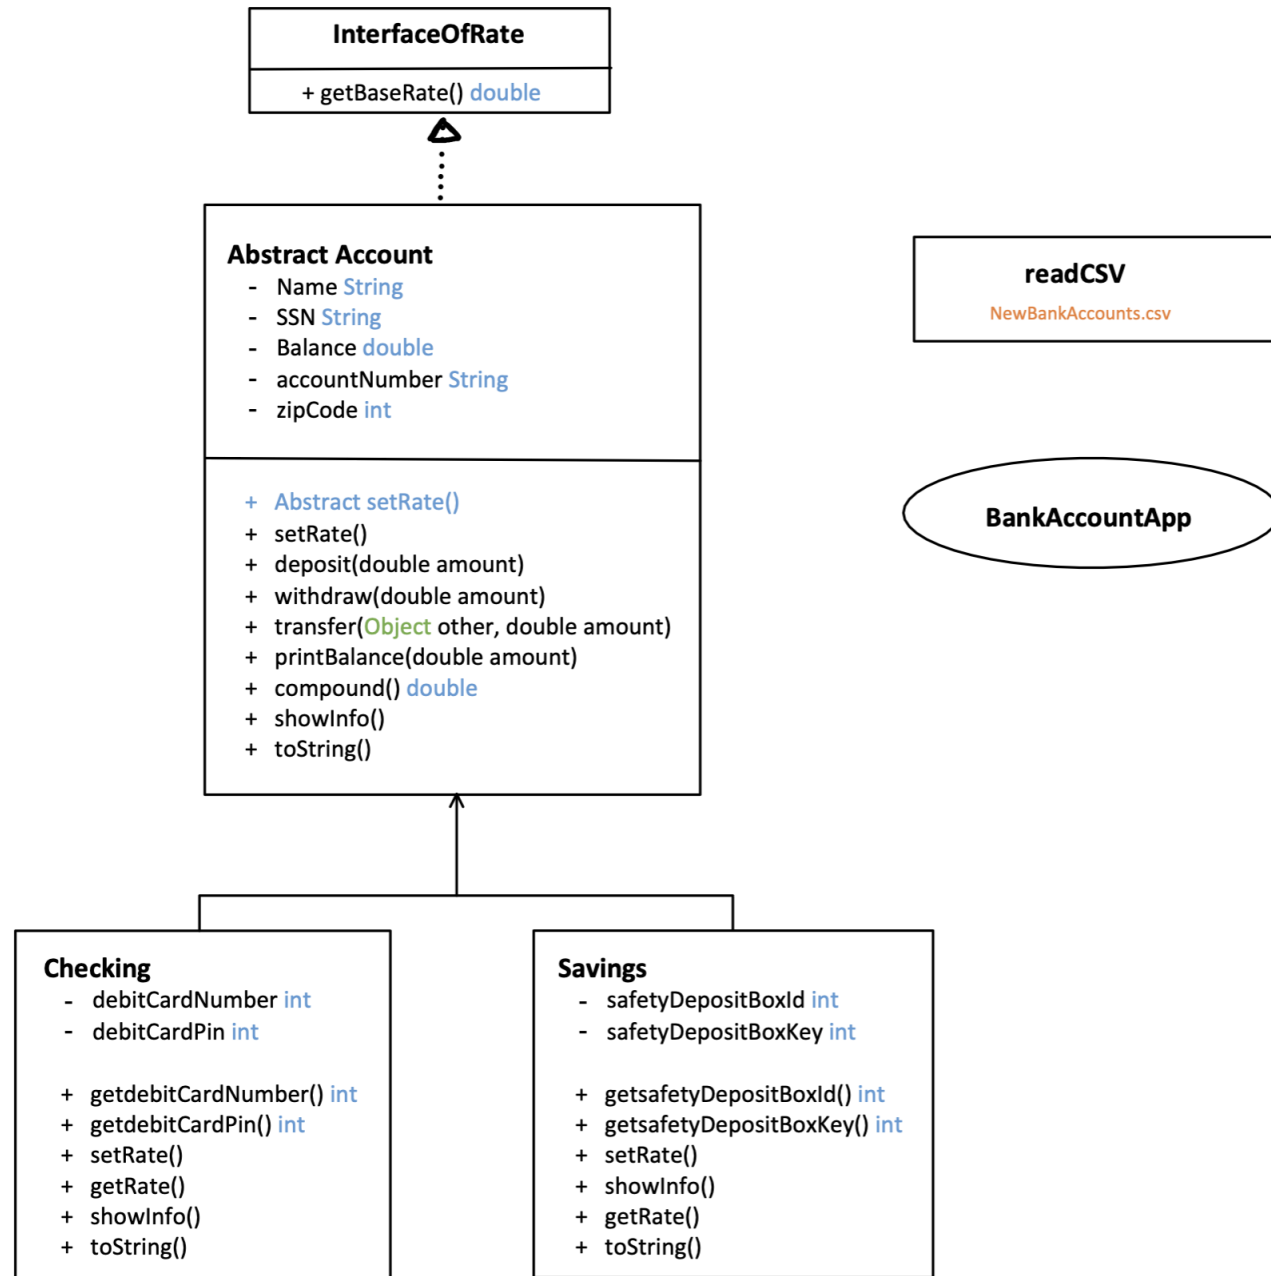 InterfaceOfRate
+ getBaseRate() double
Abstract Account
- Name String
- SSN String
- Balance double
- accountNumber String
- zipCode int
+ Abstract setRate()
+ setRate()
+ deposit(double amount)
+ withdraw(double amount)
+ transfer(Object other, double amount)
+ printBalance(double amount)
+ compound() double
+ showInfo()
+ toString()
readCSV
NewBankAccounts.csv
BankAccountApp
Checking
- debitCardNumber int
- debitCardPin int
+ getdebitCardNumber() int
+ getdebitCardPin() int
+ setRate()
+ getRate()
+ showInfo()
+ toString()
Savings
- safetyDepositBoxId int
- safetyDepositBoxKey int
+ getsafetyDepositBoxId() int
+ getsafetyDepositBoxKey() int
+ setRate()
+ showInfo()
+ getRate()
+ toString()